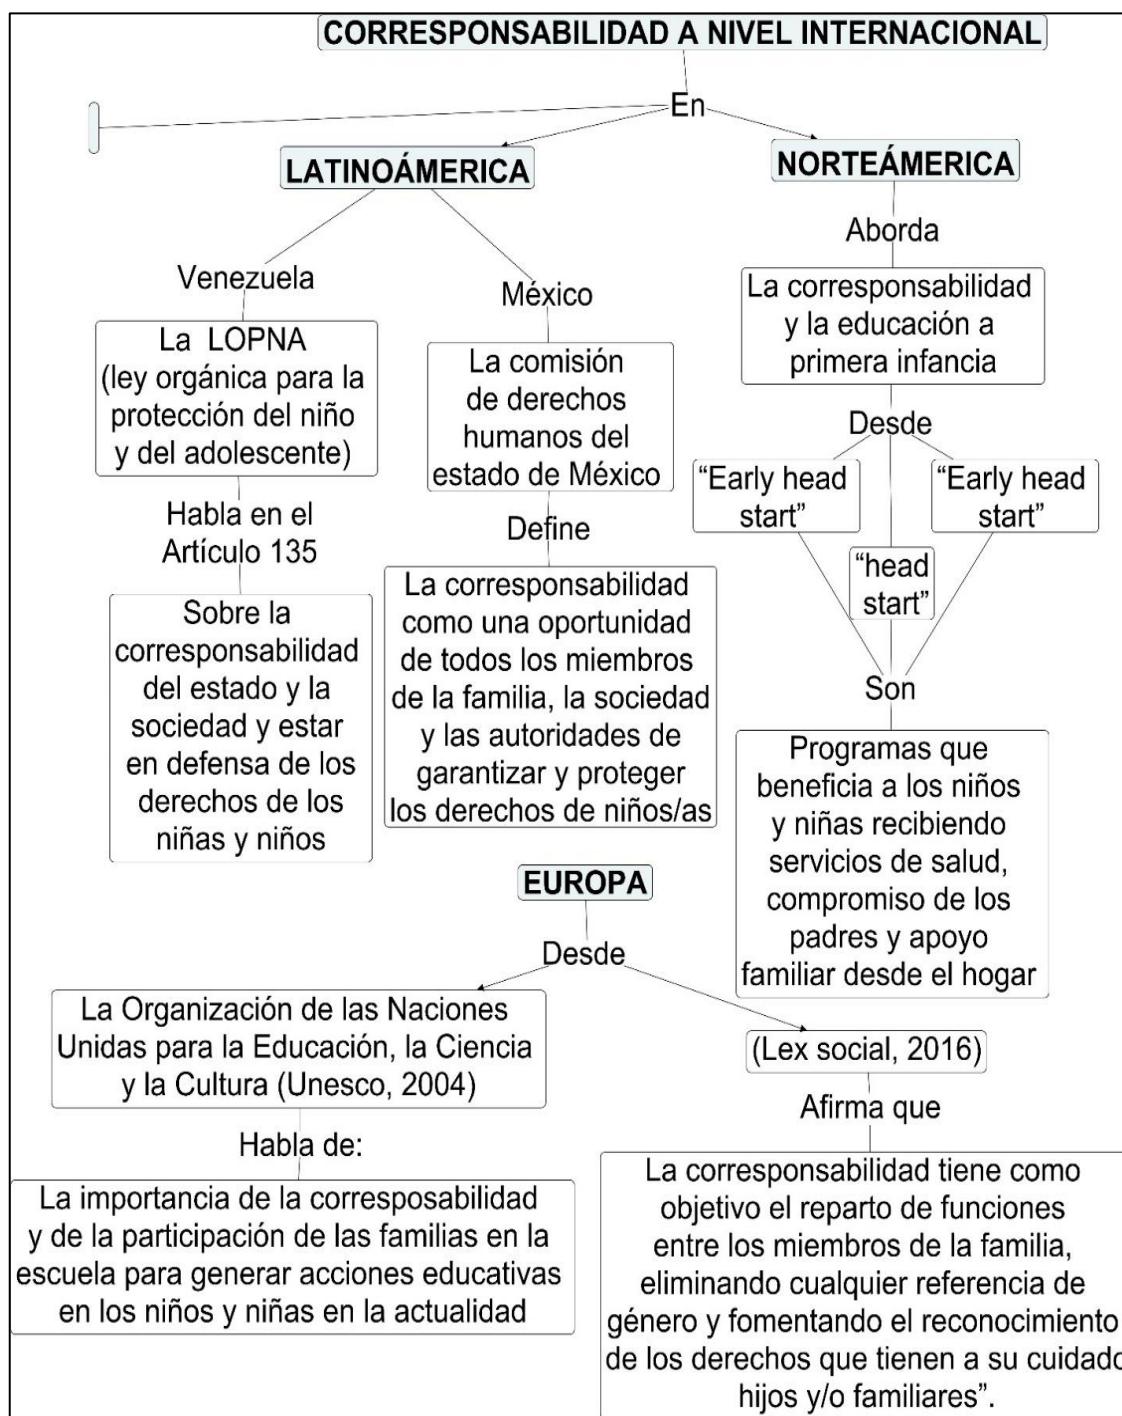 CORRESPONSABILIDAD A NIVEL INTERNACIONAL
En
LATINOÁMERICA
NORTEÁMERICA
Venezuela
La LOPNA
(ley orgánica para la
protección del niño
y del adolescente)
Habla en el
Artículo 135
Sobre la
corresponsabilidad
del estado y la
sociedad y estar
en defensa de los
derechos de los
niñas y niños
México
La comisión
de derechos
humanos del
estado de México
Define
La corresponsabilidad
como una oportunidad
de todos los miembros
de la familia, la sociedad
y las autoridades de
garantizar y proteger
los derechos de niños/as
Aborda
La corresponsabilidad
y la educación a
primera infancia
Desde
“Early head
start”
“head
start”
“Early head
start”
Son
Programas que
beneficia a los niños
y niñas recibiendo
servicios de salud,
compromiso de los
padres y apoyo
familiar desde el hogar
EUROPA
Desde
La Organización de las Naciones
Unidas para la Educación, la Ciencia
y la Cultura (Unesco, 2004)
Habla de:
La importancia de la corresposabilidad
y de la participación de las familias en la
escuela para generar acciones educativas
en los niños y niñas en la actualidad
(Lex social, 2016)
Afirma que
La corresponsabilidad tiene como
objetivo el reparto de funciones
entre los miembros de la familia,
eliminando cualquier referencia de
género y fomentando el reconocimiento
de los derechos que tienen a su cuidado
hijos y/o familiares”.